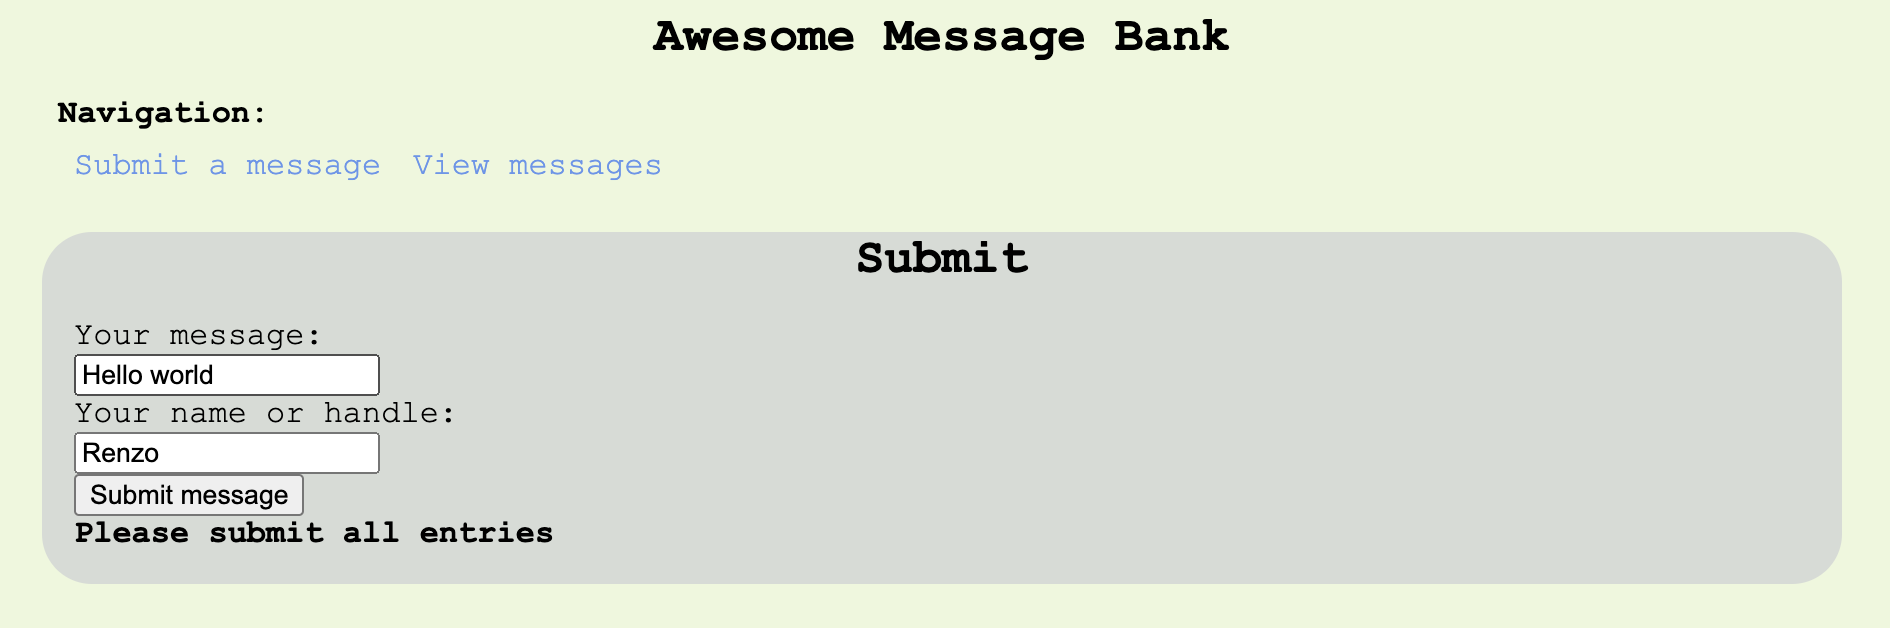 Awesome Message Bank
Navigation:
Submit a message View messages
Submit
Your message:
Hello world
Your name or handle:
Renzo
Submit message
Please submit all entries